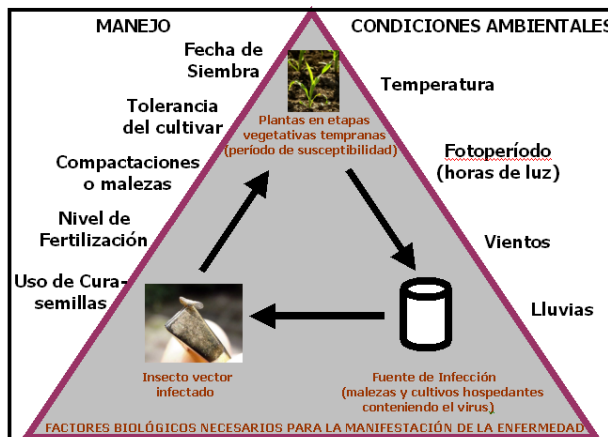 MANEJO
CONDICIONES AMBIENTALES
Fecha de
Siembra
Tolerancia
del cultivar
Compactaciones
o malezas
Nivel de
Fertilización
Uso de Cura-
semillas
Temperatura
Fotoperíodo
(horas de luz)
Vientos
Lluvias
Plantas en etapas
vegetativas tempranas
(período de susceptibilidad)
Insecto vector
infectado
Fuente de Infección
(malezas y cultivos hospedantes
conteniendo el virus)
FACTORES BIOLÓGICOS NECESARIOS PARA LA MANIFESTACIÓN DE LA ENFERMEDAD